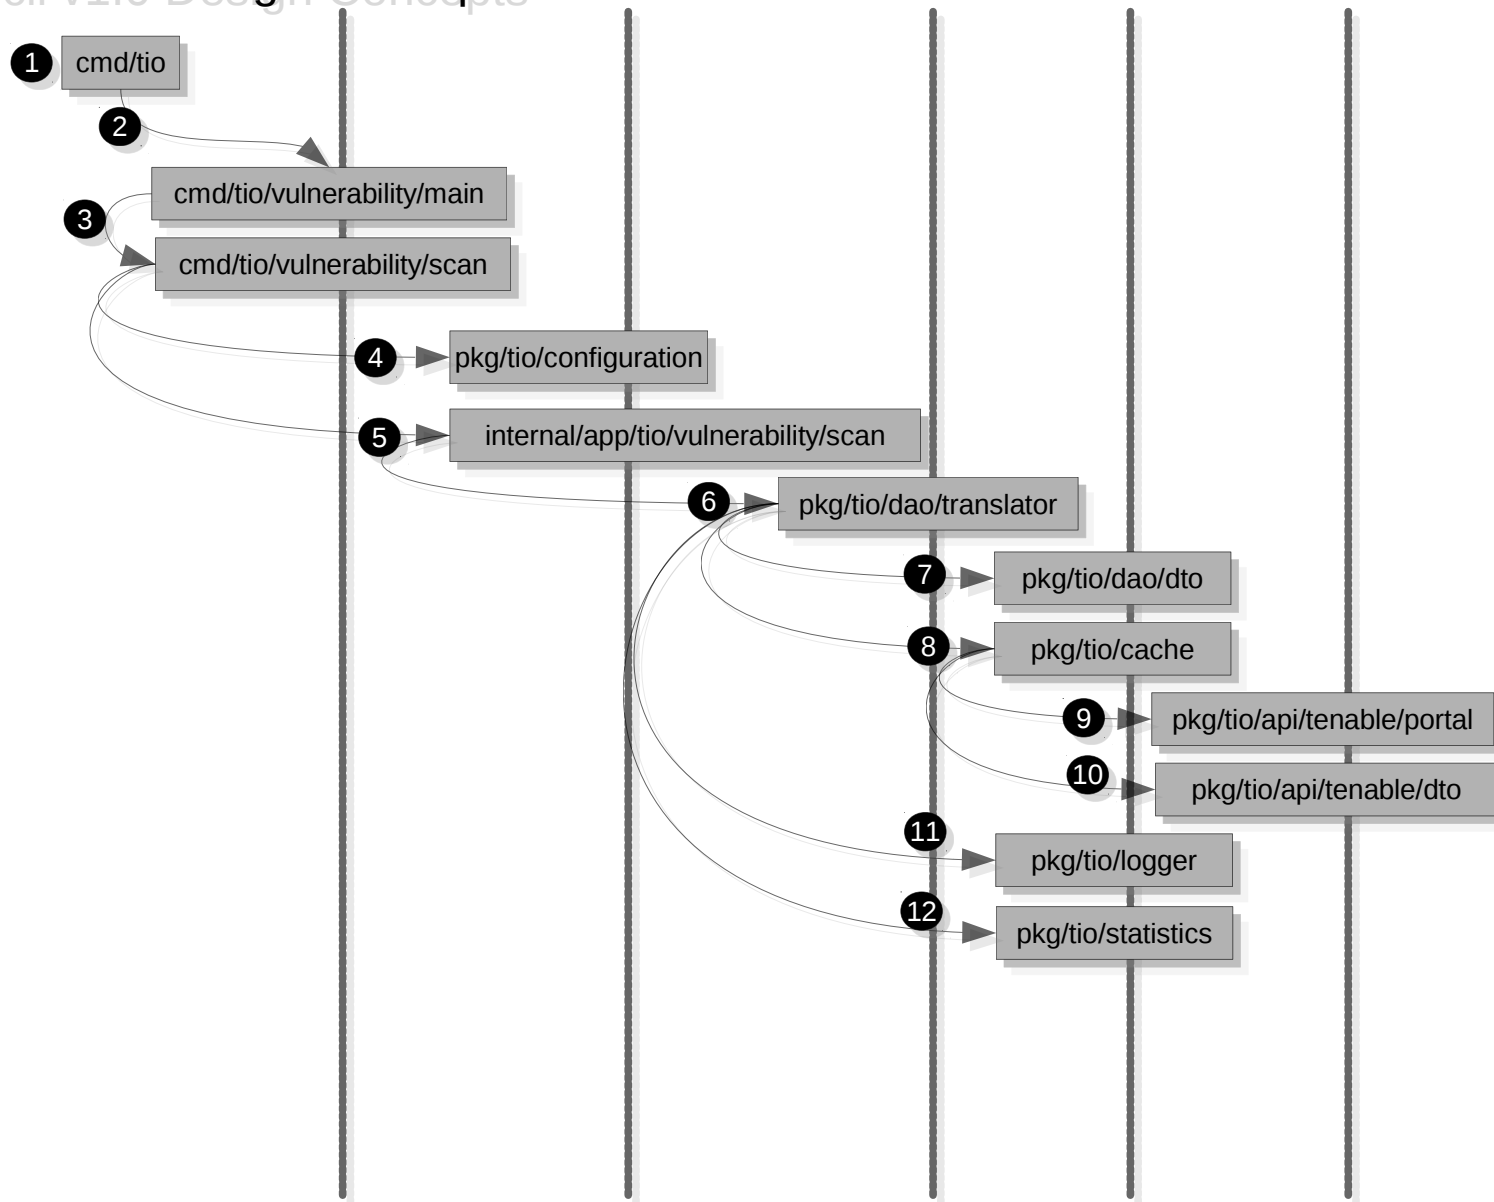 Design Concepts
1 cmd/tio
2
cmd/tio/vulnerability/main
3
cmd/tio/vulnerability/scan
4 pkg/tio/configuration
5 internal/app/tio/vulnerability/scan
6 pkg/tio/dao/translator
7 pkg/tio/dao/dto
8 pkg/tio/cache
9 pkg/tio/api/tenable/portal
10 pkg/tio/api/tenable/dto
11 pkg/tio/logger
12 pkg/tio/statistics